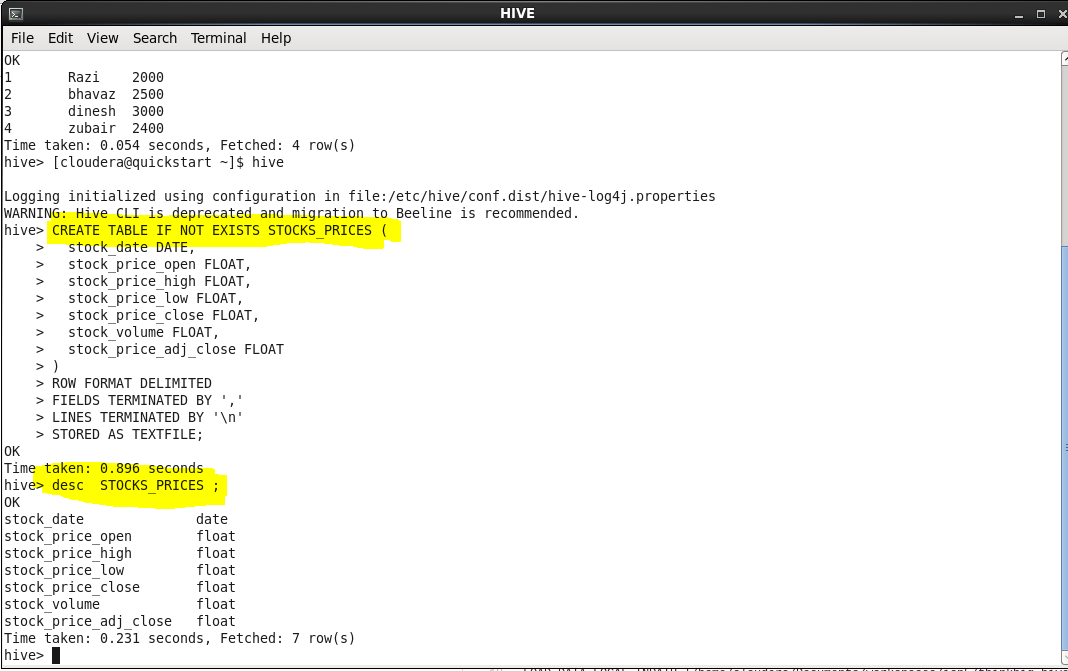 HIVE
File Edit View Search Terminal Help
OK
1       Razi    2000
2       bhavaz  2500
3       dinesh  3000
4       zubair  2400
Time taken: 0.054 seconds, Fetched: 4 row(s)
hive> [cloudera@quickstart ~]$ hive
Logging initialized using configuration in file:/etc/hive/conf.dist/hive-log4j.properties
WARNING: Hive CLI is deprecated and migration to Beeline is recommended.
hive> CREATE TABLE IF NOT EXISTS STOCKS_PRICES (
    >   stock_date DATE,
    >   stock_price_open FLOAT,
    >   stock_price_high FLOAT,
    >   stock_price_low FLOAT,
    >   stock_price_close FLOAT,
    >   stock_volume FLOAT,
    >   stock_price_adj_close FLOAT
    > )
    > ROW FORMAT DELIMITED
    > FIELDS TERMINATED BY ','
    > LINES TERMINATED BY '\n'
    > STORED AS TEXTFILE;
OK
Time taken: 0.896 seconds
hive> desc  STOCKS_PRICES ;
OK
stock_date              date
stock_price_open        float
stock_price_high        float
stock_price_low         float
stock_price_close       float
stock_volume            float
stock_price_adj_close   float
Time taken: 0.231 seconds, Fetched: 7 row(s)
hive>